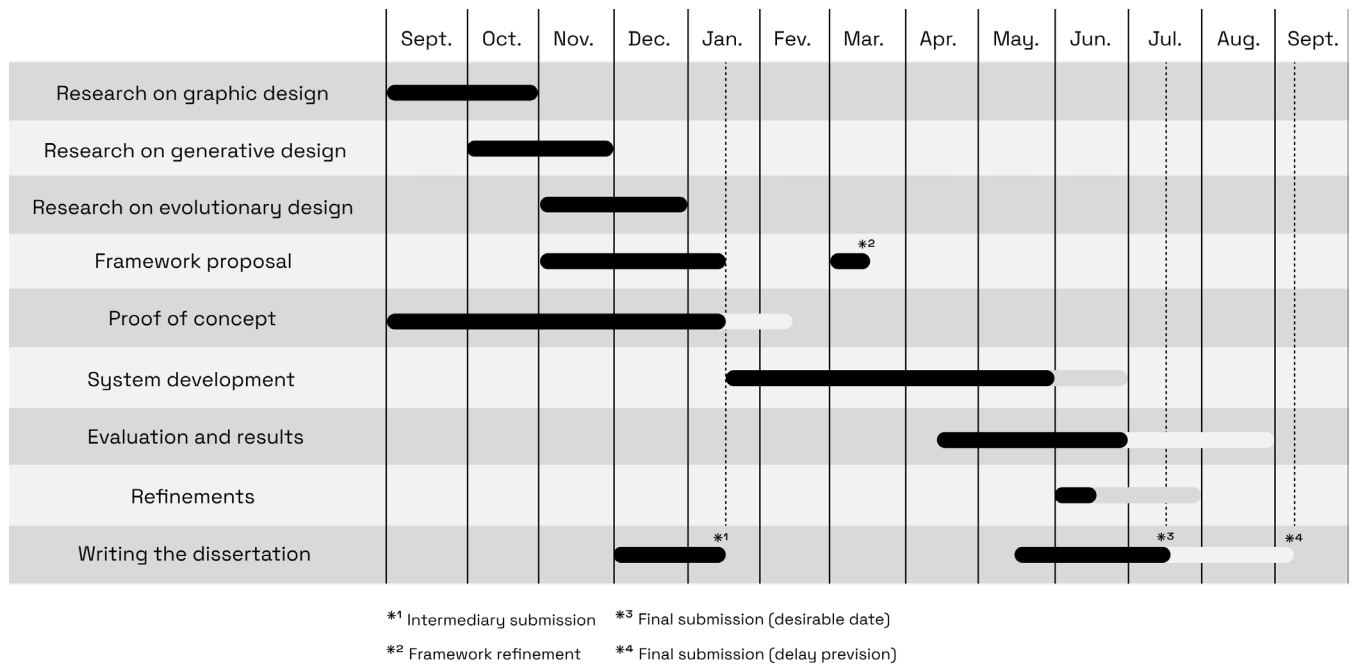 Sept. Oct. Nov. Dec. Jan. Fev. Mar. Apr. May. Jun. Jul. Aug. Sept.
Research on graphic design
Research on generative design
Research on evolutionary design
Framework proposal
✳2
Proof of concept
System development
Evaluation and results
Refinements
Writing the dissertation
✳1 ✳3 ✳4
✳1 Intermediary submission ✳3 Final submission (desirable date)
✳2 Framework refinement ✳4 Final submission (delay prevision)